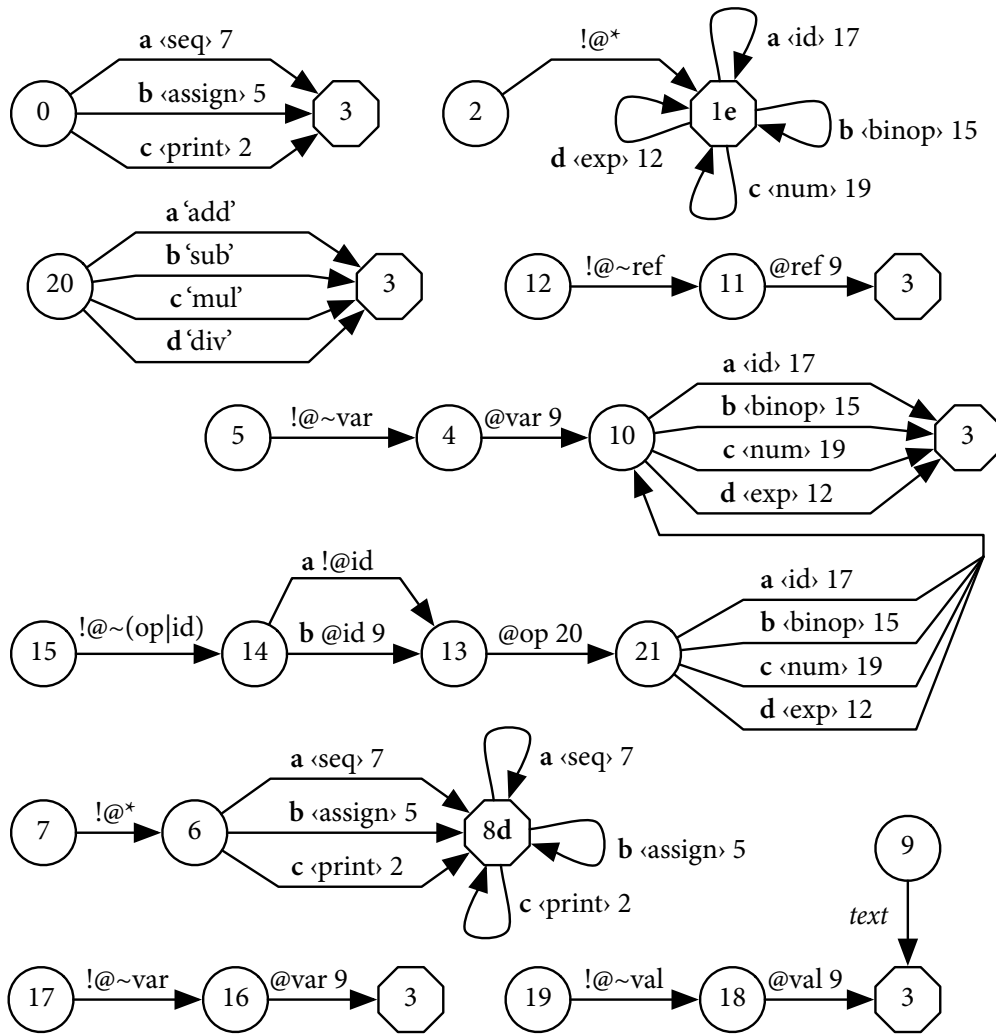 a ‹seq› 7
0
b ‹assign› 5
3
c ‹print› 2
!@*
a ‹id› 17
2
1e
b ‹binop› 15
d ‹exp› 12
c ‹num› 19
a ‘add’
b ‘sub’
20
3
c ‘mul’
d ‘div’
12
!@~ref
11
@ref 9
3
5
!@~var
4
@var 9
10
a ‹id› 17
b ‹binop› 15
c ‹num› 19
d ‹exp› 12
3
15
!@~(op|id)
14
a !@id
b @id 9
13
@op 20
21
a ‹id› 17
b ‹binop› 15
c ‹num› 19
d ‹exp› 12
7
!@*
6
a ‹seq› 7
b ‹assign› 5
c ‹print› 2
8d
a ‹seq› 7
b ‹assign› 5
c ‹print› 2
9
text
17
!@~var
16
@var 9
3
19
!@~val
18
@val 9
3